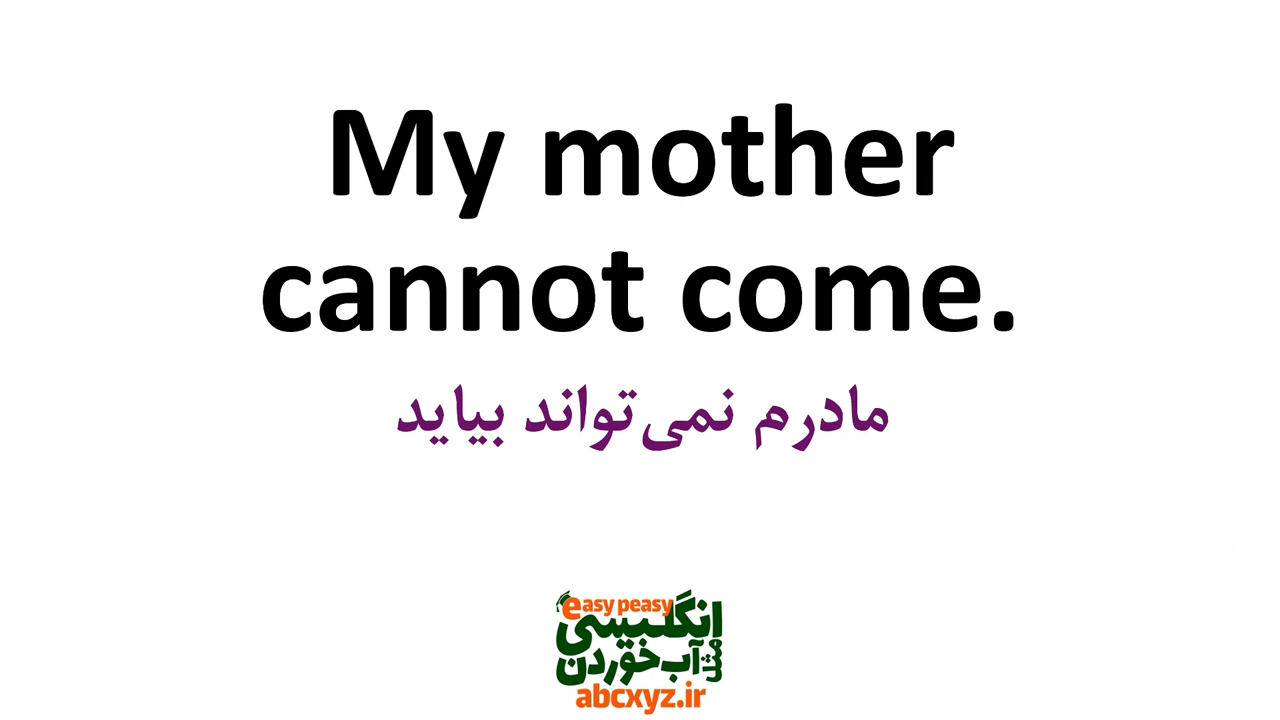 My mother
cannot come.
مادرم نمی‌تواند بیاید
easy peasy
انگلیسی
مثل آب خوردن
abcxyz.ir